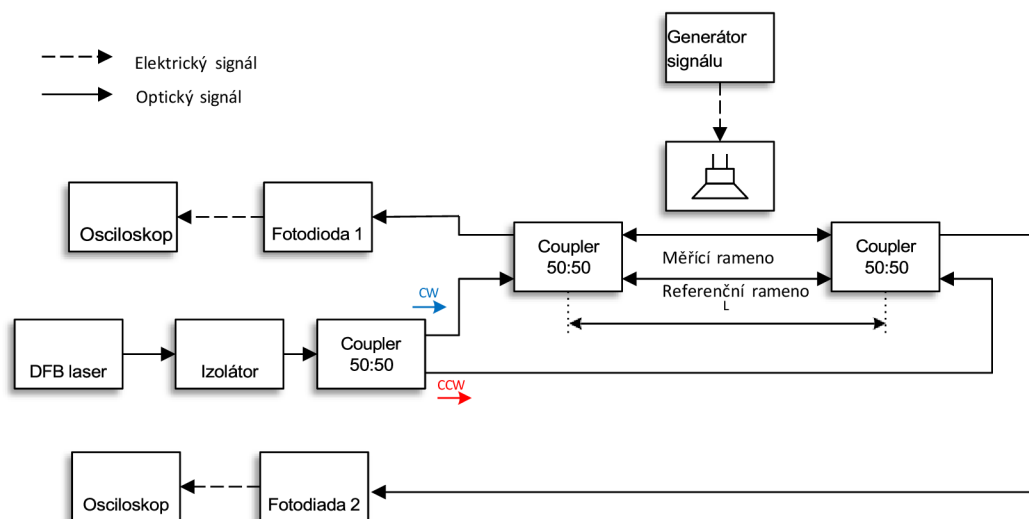 Generátor
signálu
Elektrický signál
Optický signál
Osciloskop
Fotodioda 1
Coupler
50:50
Měřící rameno
Referenční rameno
L
Coupler
50:50
CW
DFB laser
Izolátor
Coupler
50:50
CCW
Osciloskop
Fotodiada 2